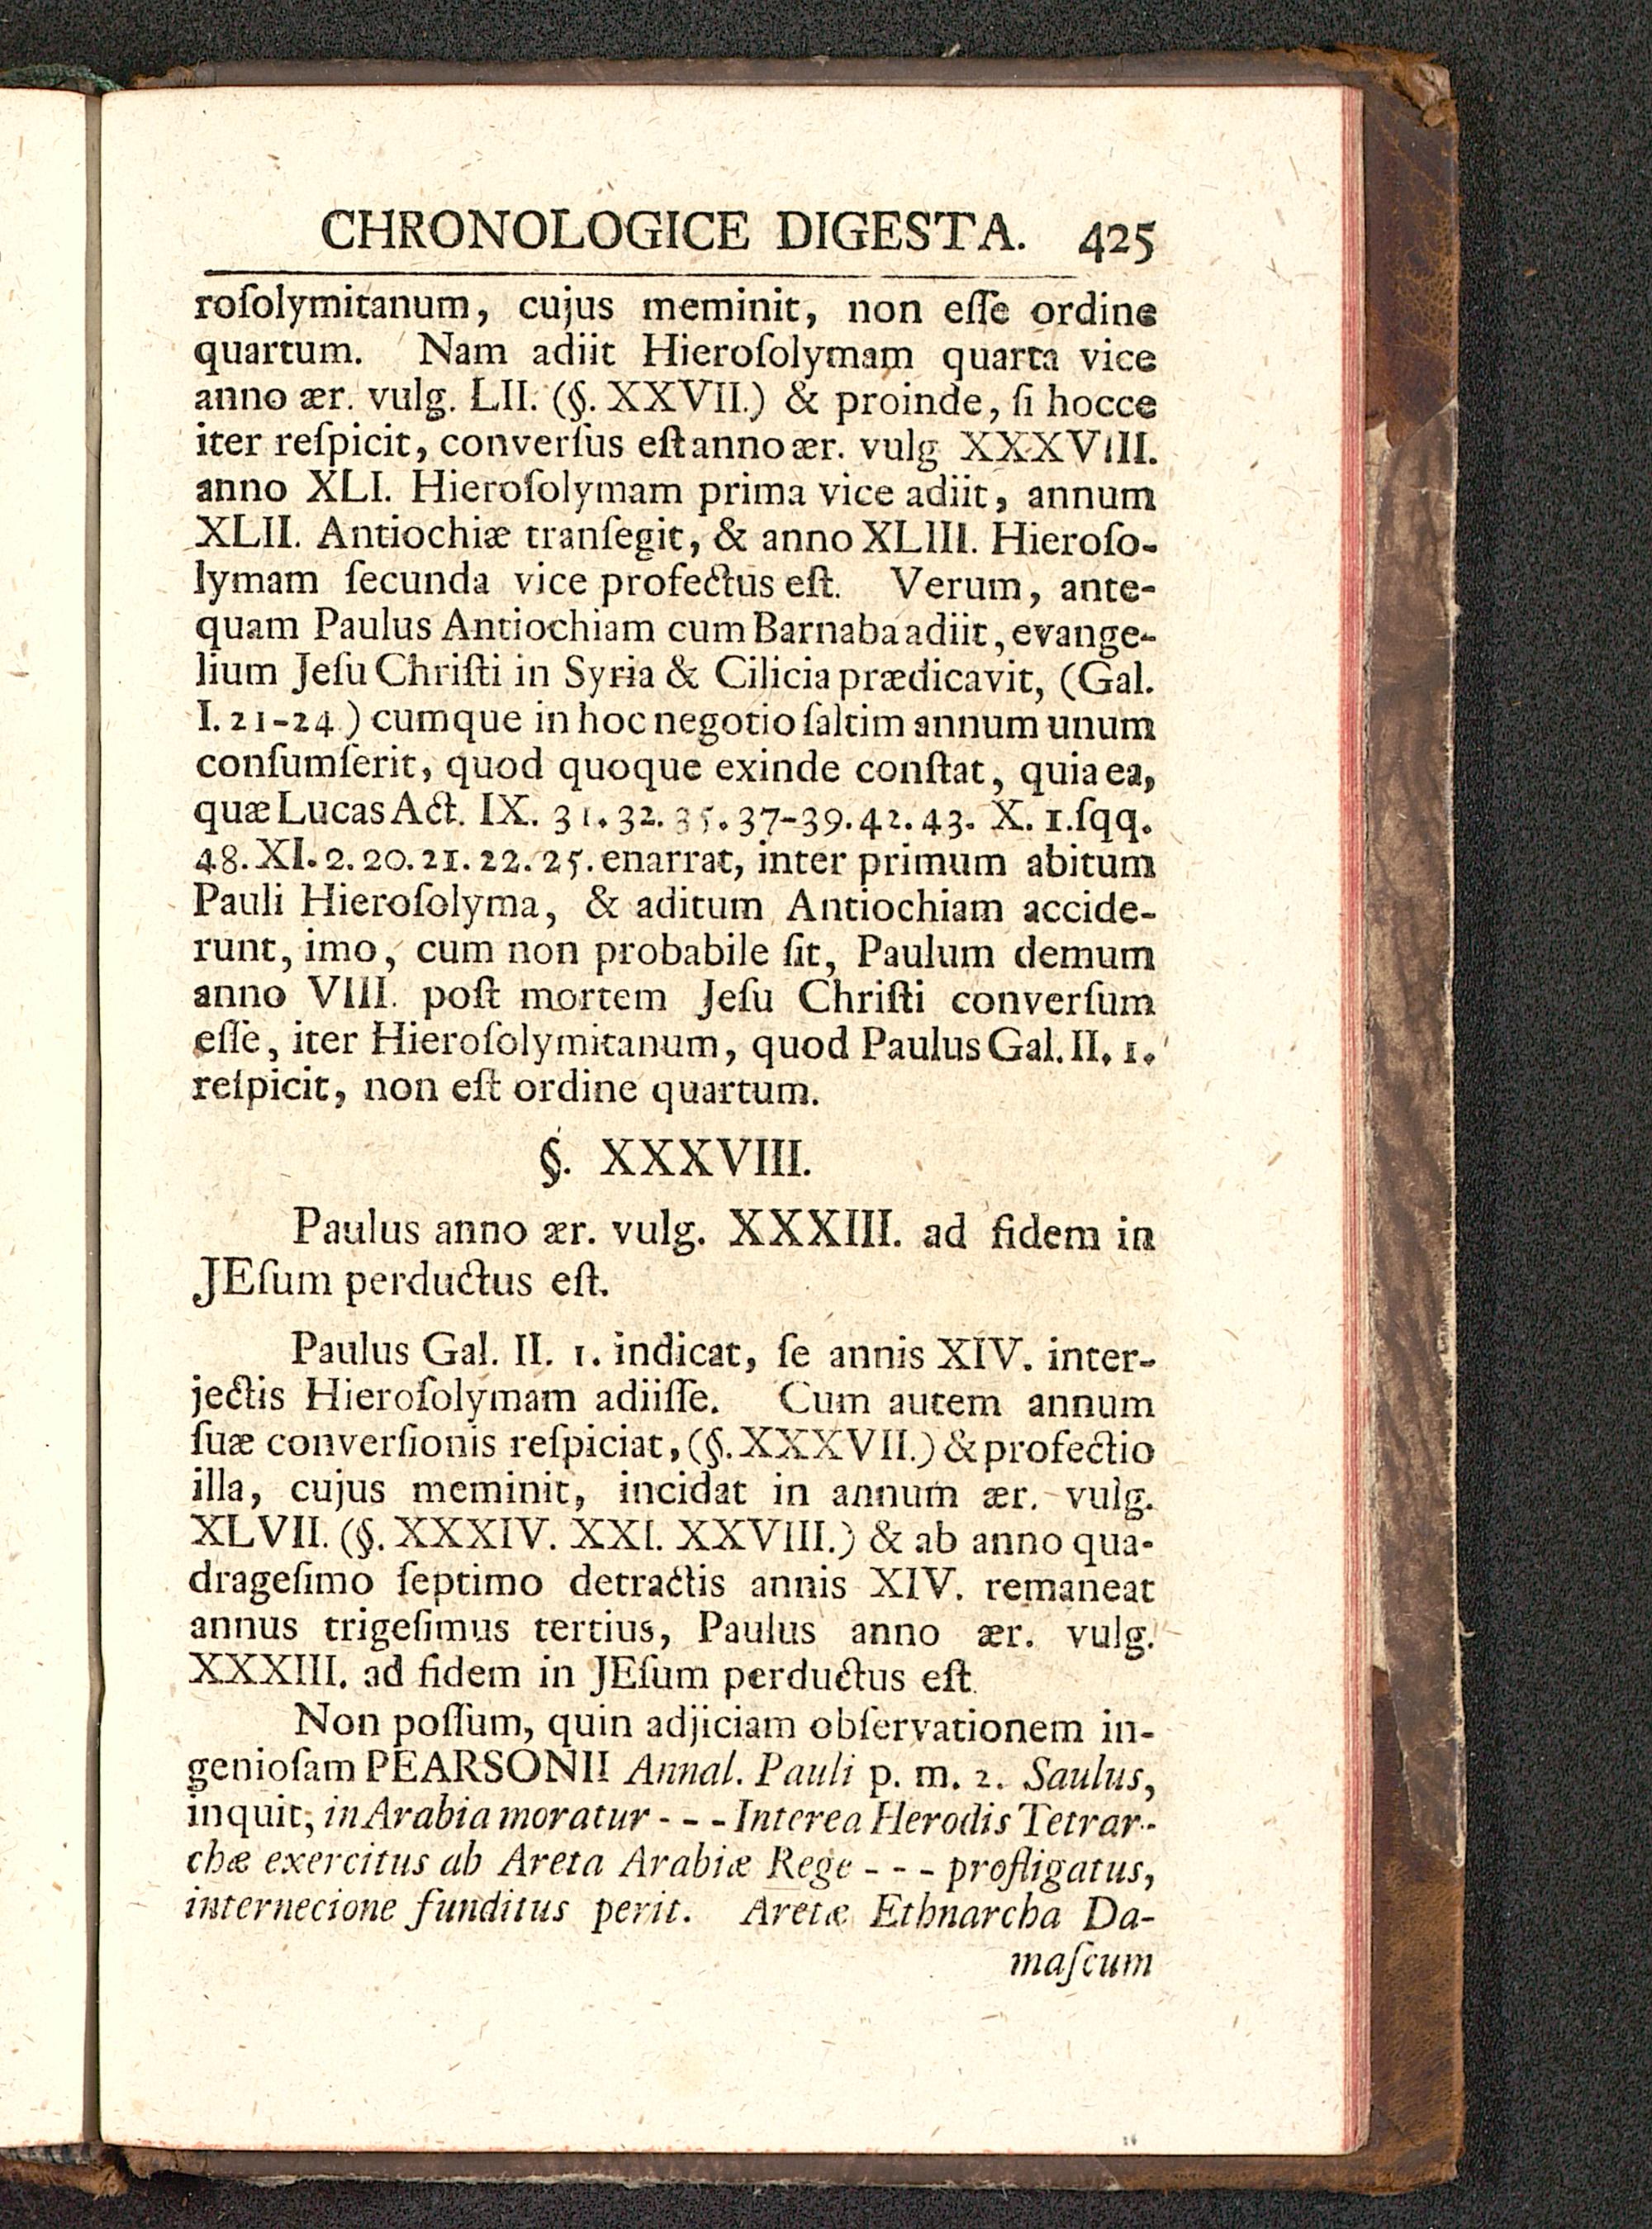 CHRONOLOGICE DIGESTA. 425
roſolymitanum, cujus meminit, non eſſe ordine
quartum. Nam adiit Hieroſolymam quarta vice
anno ær. vulg. LII. (§. XXVII.) & proinde, ſi hocce
iter reſpicit, converſus eſt anno ær. vulg XXXVIII.
anno XLI. Hieroſolymam prima vice adiit, annum
XLII. Antiochiæ tranſegit, & anno XLIII. Hieroſo-
lymam ſecunda vice profectus eſt. Verum, ante-
quam Paulus Antiochiam cum Barnaba adiit, evange-
lium Jeſu Chriſti in Syria & Cilicia prædicavit, (Gal.
I. 21-24.) cumque in hoc negotio ſaltim annum unum
conſumſerit, quod quoque exinde conſtat, quia ea,
quæ Lucas Act. IX. 31. 32. 35. 37-39. 42. 43. X. 1. ſqq.
48. XI. 2. 20. 21. 22. 25. enarrat, inter primum abitum
Pauli Hieroſolyma, & aditum Antiochiam accide-
runt, imo, cum non probabile ſit, Paulum demum
anno VIII. poſt mortem Jeſu Chriſti converſum
eſſe, iter Hieroſolymitanum, quod Paulus Gal. II. 1.
reſpicit, non eſt ordine quartum.
§. XXXVIII.
Paulus anno ær. vulg. XXXIII. ad fidem in
JEſum perductus eſt.
Paulus Gal. II. 1. indicat, ſe annis XIV. inter-
jectis Hieroſolymam adiiſſe. Cum autem annum
ſuæ converſionis reſpiciat, (§. XXXVII.) & profectio
illa, cujus meminit, incidat in annum ær. vulg.
XLVII. (§. XXXIV. XXI. XXVIII.) & ab anno qua-
drageſimo ſeptimo detractis annis XIV. remaneat
annus trigeſimus tertius, Paulus anno ær. vulg.
XXXIII. ad fidem in JEſum perductus eſt.
Non poſſum, quin adjiciam obſervationem in-
genioſam PEARSONII Annal. Pauli p. m. 2. Saulus,
inquit, in Arabia moratur - - - Interea Herodis Tetrar-
chæ exercitus ab Areta Arabiæ Rege - - - profligatus,
internecione funditus perit. Aretæ Ethnarcha Da-
maſcum